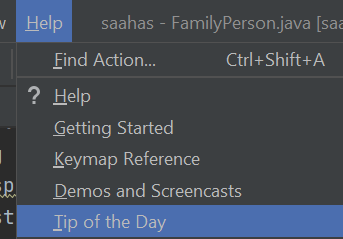 Help saahas - FamilyPerson.java [saa
Find Action... Ctrl+Shift+A
? Help
Getting Started
Keymap Reference
Demos and Screencasts
Tip of the Day